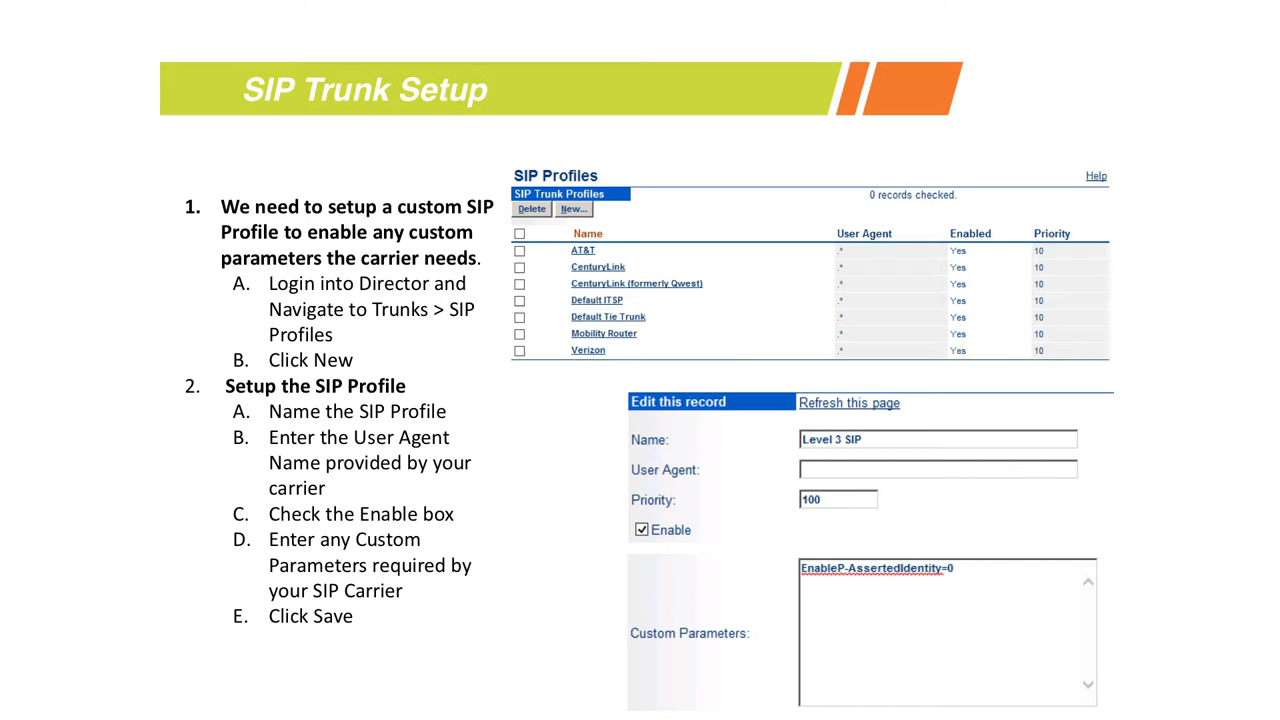 SIP Trunk Setup
1. We need to setup a custom SIP
Profile to enable any custom
parameters the carrier needs.
A. Login into Director and
Navigate to Trunks > SIP
Profiles
B. Click New
2. Setup the SIP Profile
A. Name the SIP Profile
B. Enter the User Agent
Name provided by your
carrier
C. Check the Enable box
D. Enter any Custom
Parameters required by
your SIP Carrier
E. Click Save
SIP Profiles Help
SIP Trunk Profiles 0 records checked.
Delete New...
Name User Agent Enabled Priority
AT&T .* Yes 10
CenturyLink .* Yes 10
CenturyLink (formerly Qwest) .* Yes 10
Default ITSP .* Yes 10
Default Tie Trunk .* Yes 10
Mobility Router .* Yes 10
Verizon .* Yes 10
Edit this record Refresh this page
Name: Level 3 SIP
User Agent:
Priority: 100
Enable
Custom Parameters: EnableP-AssertedIdentity=0